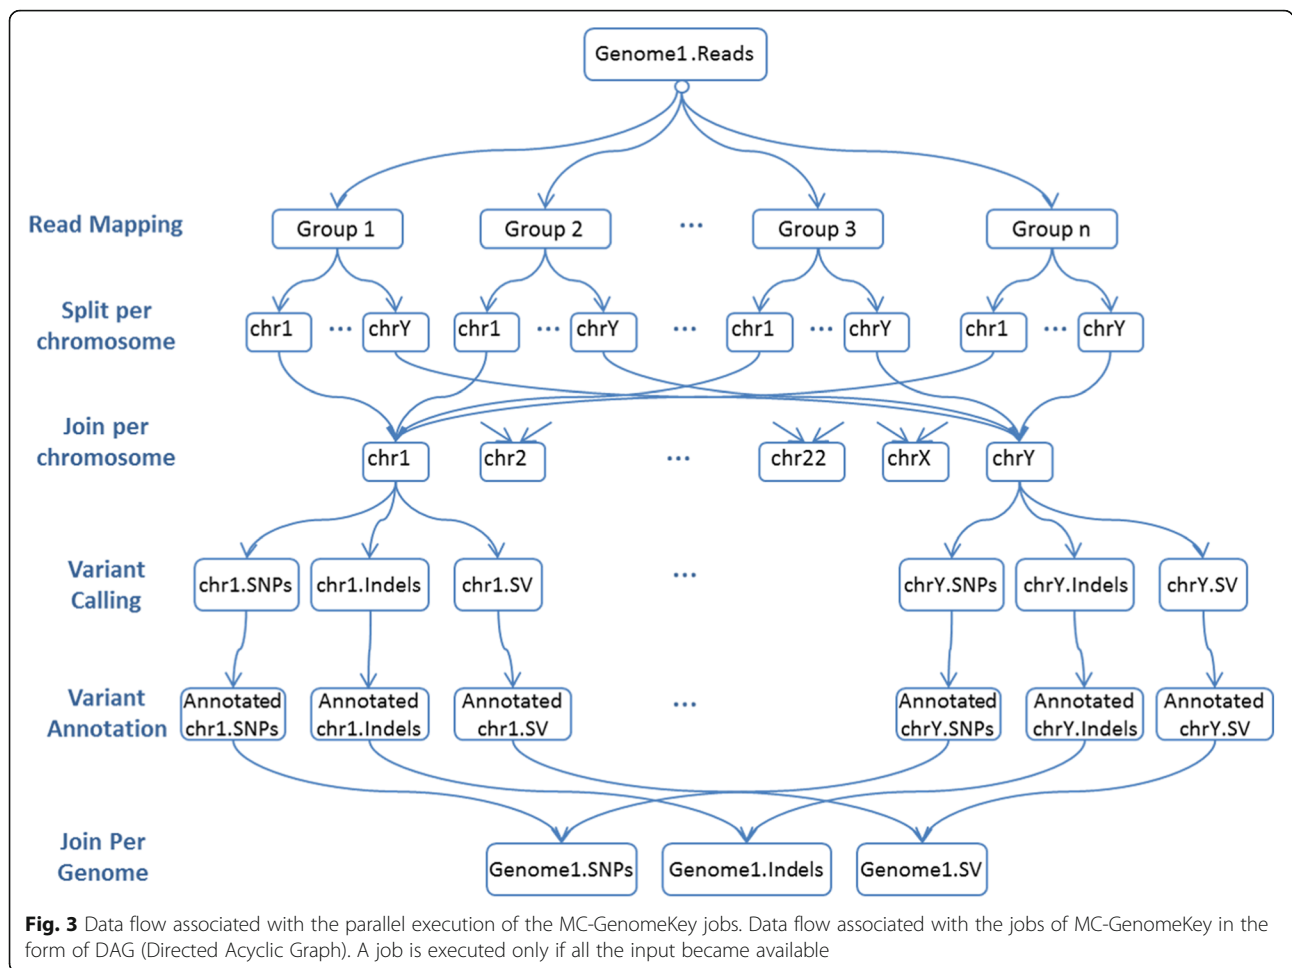 Genome1.Reads
Read Mapping
Group 1
Group 2
...
Group 3
Group n
Split per
chromosome
chr1
...
chrY
chr1
...
chrY
...
chr1
...
chrY
chr1
...
chrY
Join per
chromosome
chr1
chr2
...
chr22
chrX
chrY
Variant
Calling
chr1.SNPs
chr1.Indels
chr1.SV
...
chrY.SNPs
chrY.Indels
chrY.SV
Variant
Annotation
Annotated
chr1.SNPs
Annotated
chr1.Indels
Annotated
chr1.SV
...
Annotated
chrY.SNPs
Annotated
chrY.Indels
Annotated
chrY.SV
Join Per
Genome
Genome1.SNPs
Genome1.Indels
Genome1.SV
Fig. 3 Data flow associated with the parallel execution of the MC-GenomeKey jobs. Data flow associated with the jobs of MC-GenomeKey in the
form of DAG (Directed Acyclic Graph). A job is executed only if all the input became available